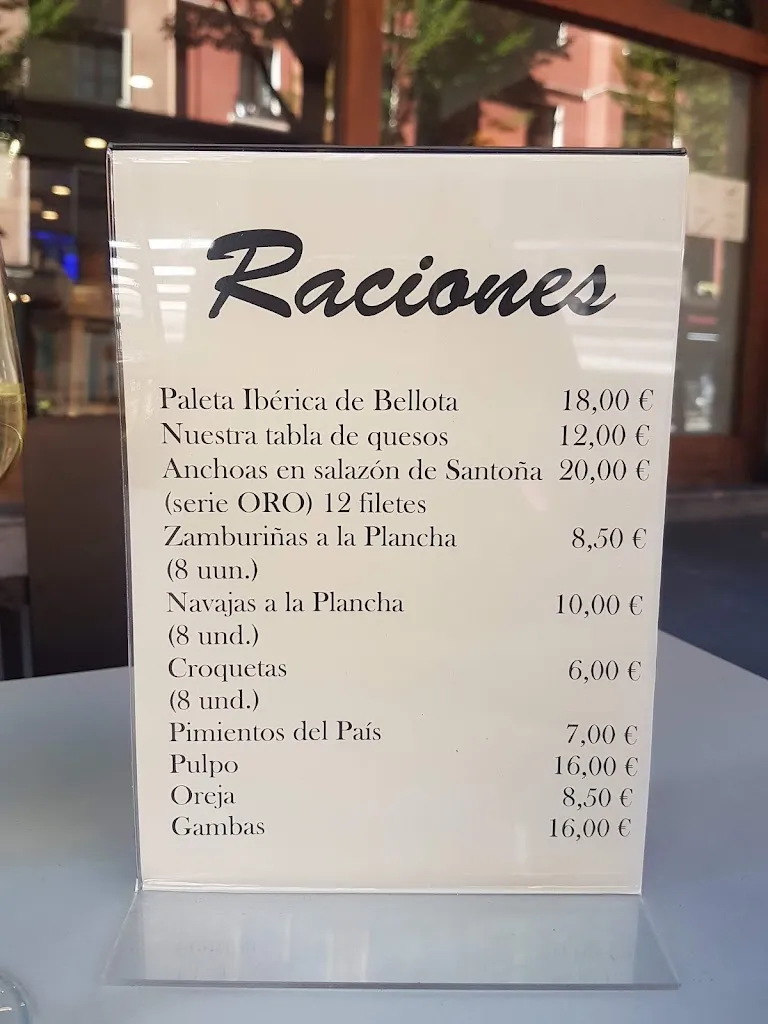 Raciones
Paleta Ibérica de Bellota 18,00 €
Nuestra tabla de quesos 12,00 €
Anchoas en salazón de Santoña 20,00 €
(serie ORO) 12 filetes
Zamburiñas a la Plancha 8,50 €
(8 uun.)
Navajas a la Plancha 10,00 €
(8 und.)
Croquetas 6,00 €
(8 und.)
Pimientos del País 7,00 €
Pulpo 16,00 €
Oreja 8,50 €
Gambas 16,00 €